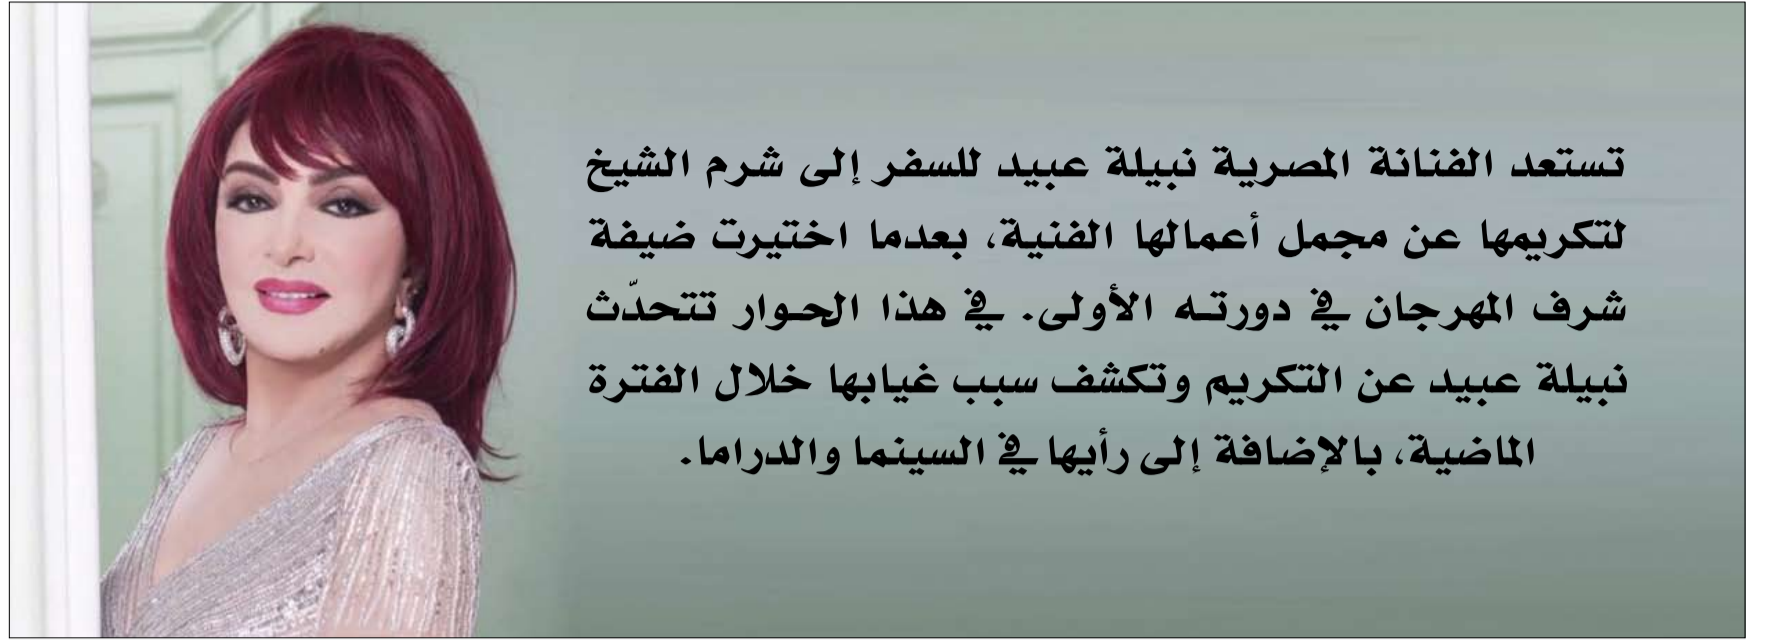 تستعد الفنانة المصرية نبيلة عبيد للسفر إلى شرم الشيخ
لتكريمها عن مجمل أعمالها الفنية، بعدما اختيرت ضيفة
شرف المهرجان في دورته الأولى. في هذا الحوار تتحدّث
نبيلة عبيد عن التكريم وتكشف سبب غيابها خلال الفترة
الماضية، بالإضافة إلى رأيها في السينما والدراما.